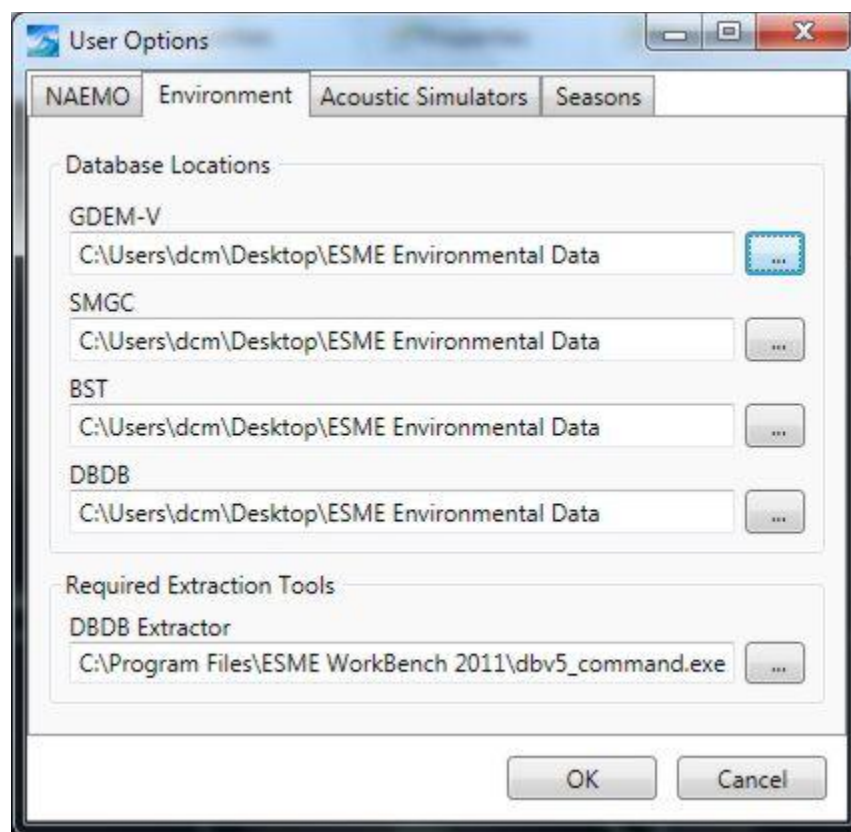 User Options
NAEMO Environment Acoustic Simulators Seasons
Database Locations
GDEM-V
C:\Users\dcm\Desktop\ESME Environmental Data
...
SMGC
C:\Users\dcm\Desktop\ESME Environmental Data
...
BST
C:\Users\dcm\Desktop\ESME Environmental Data
...
DBDB
C:\Users\dcm\Desktop\ESME Environmental Data
...
Required Extraction Tools
DBDB Extractor
C:\Program Files\ESME WorkBench 2011\dbv5_command.exe
...
OK Cancel